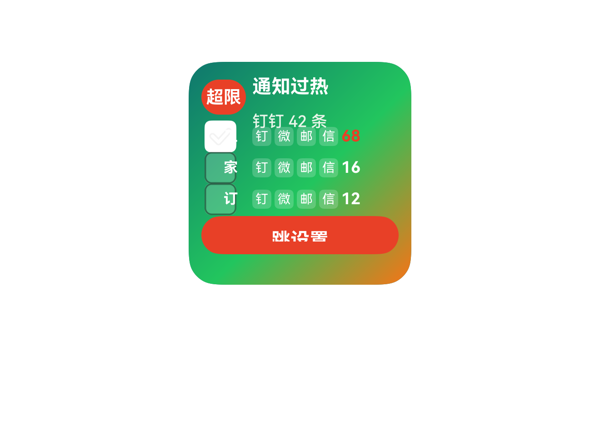 超限
通知过热
钉钉 42 条
钉 微 邮 信 68
家 钉 微 邮 信 16
订 钉 微 邮 信 12
跳设置